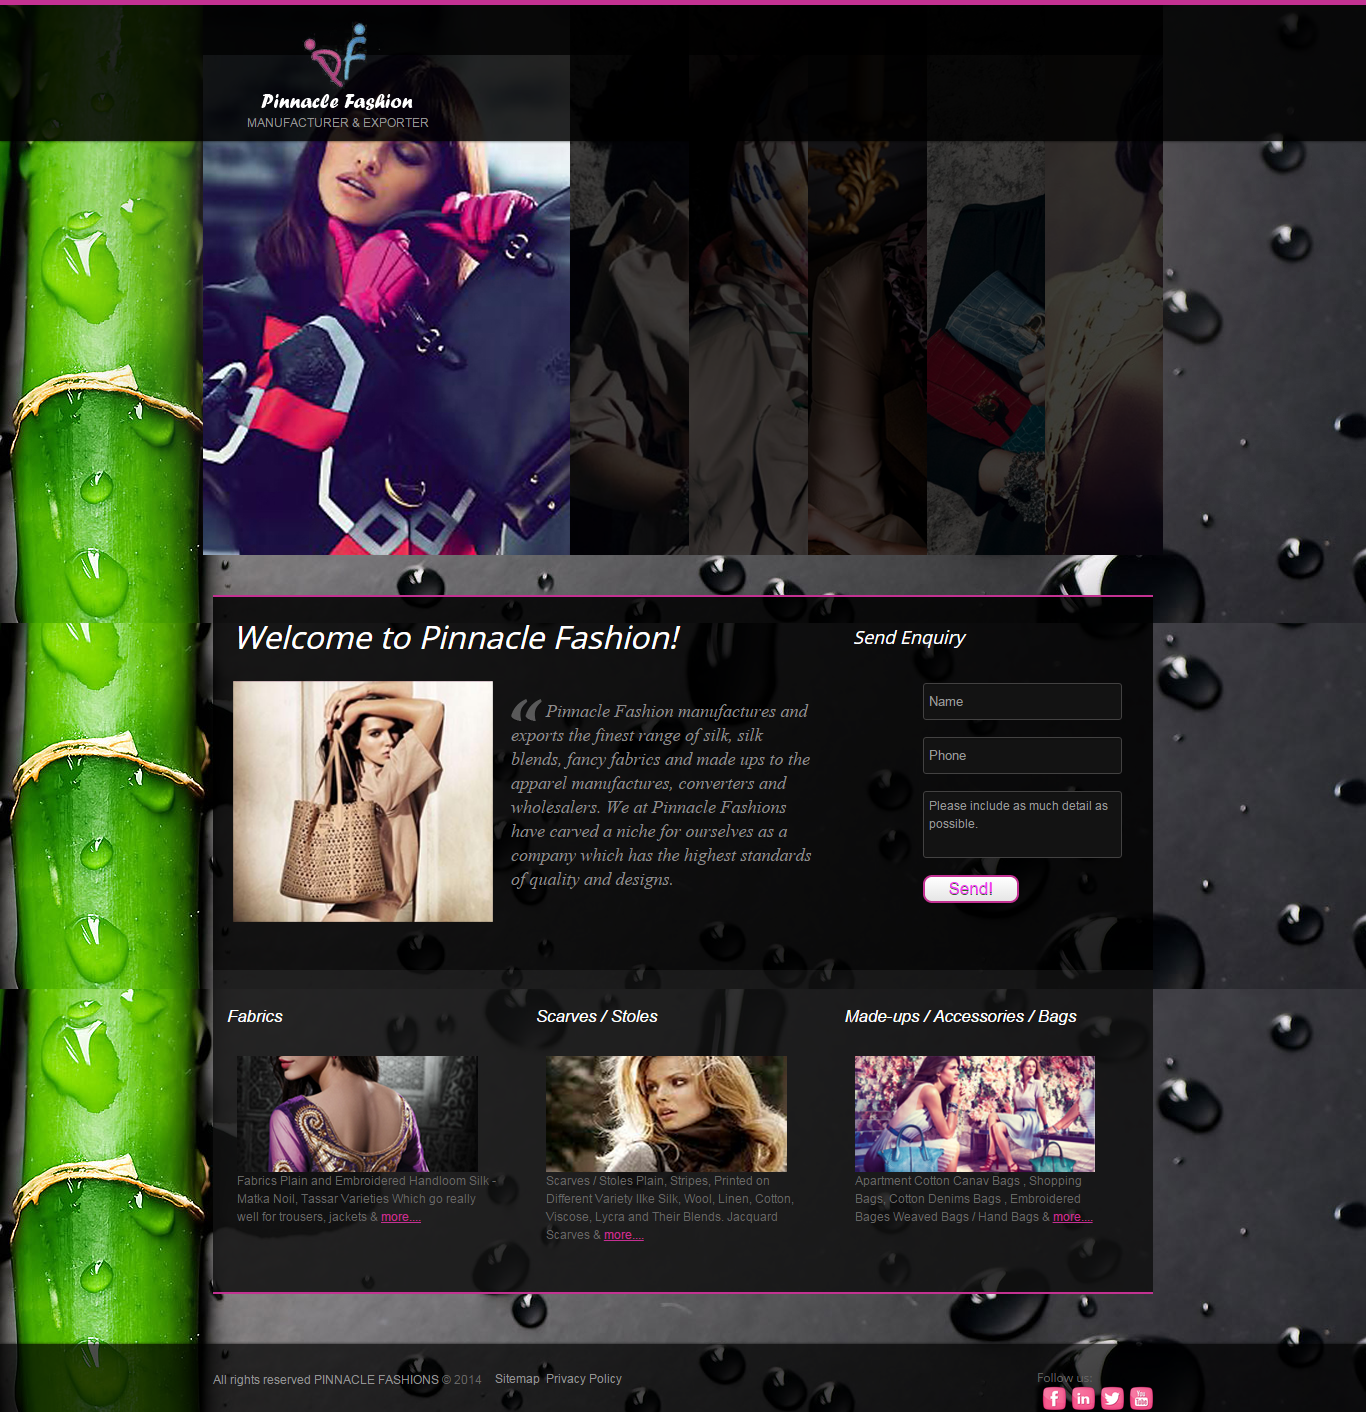 Pinnacle Fashion
MANUFACTURER & EXPORTER
Welcome to Pinnacle Fashion!
Send Enquiry
“ Pinnacle Fashion manufactures and
exports the finest range of silk, silk
blends, fancy fabrics and made ups to the
apparel manufactures, converters and
wholesalers. We at Pinnacle Fashions
have carved a niche for ourselves as a
company which has the highest standards
of quality and designs.
Name
Phone
Please include as much detail as
possible.
Send!
Fabrics
Scarves / Stoles
Made-ups / Accessories / Bags
Fabrics Plain and Embroidered Handloom Silk -
Matka Noil, Tassar Varieties Which go really
well for trousers, jackets & more....
Scarves / Stoles Plain, Stripes, Printed on
Different Variety lIke Silk, Wool, Linen, Cotton,
Viscose, Lycra and Their Blends. Jacquard
Scarves & more....
Apartment Cotton Canav Bags , Shopping
Bags, Cotton Denims Bags , Embroidered
Bages Weaved Bags / Hand Bags & more....
All rights reserved PINNACLE FASHIONS © 2014 Sitemap Privacy Policy
Follow us:
f in You Tube